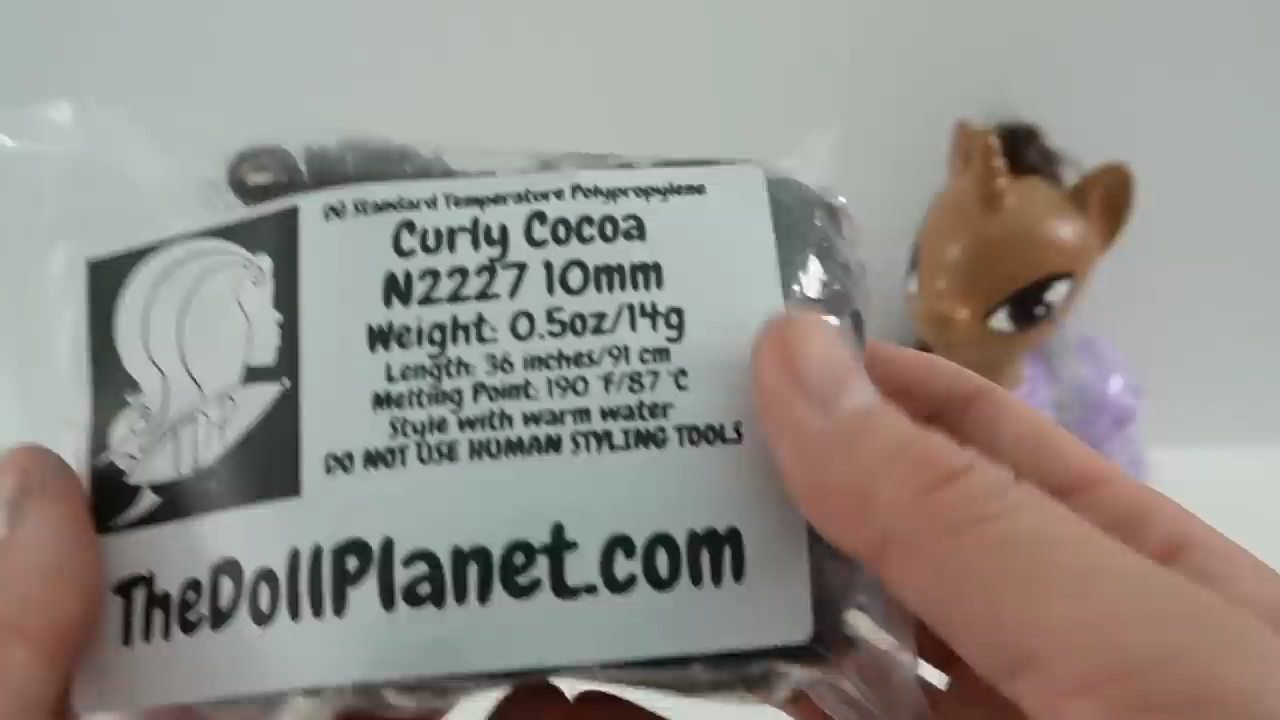 (N) Standard Temperature Polypropylene
Curly Cocoa
N2227 10mm
Weight: 0.5oz/14g
Length: 36 inches/91 cm
Melting Point: 190 °F/87 °C
Style with warm water
DO NOT USE HUMAN STYLING TOOLS
TheDollPlanet.com